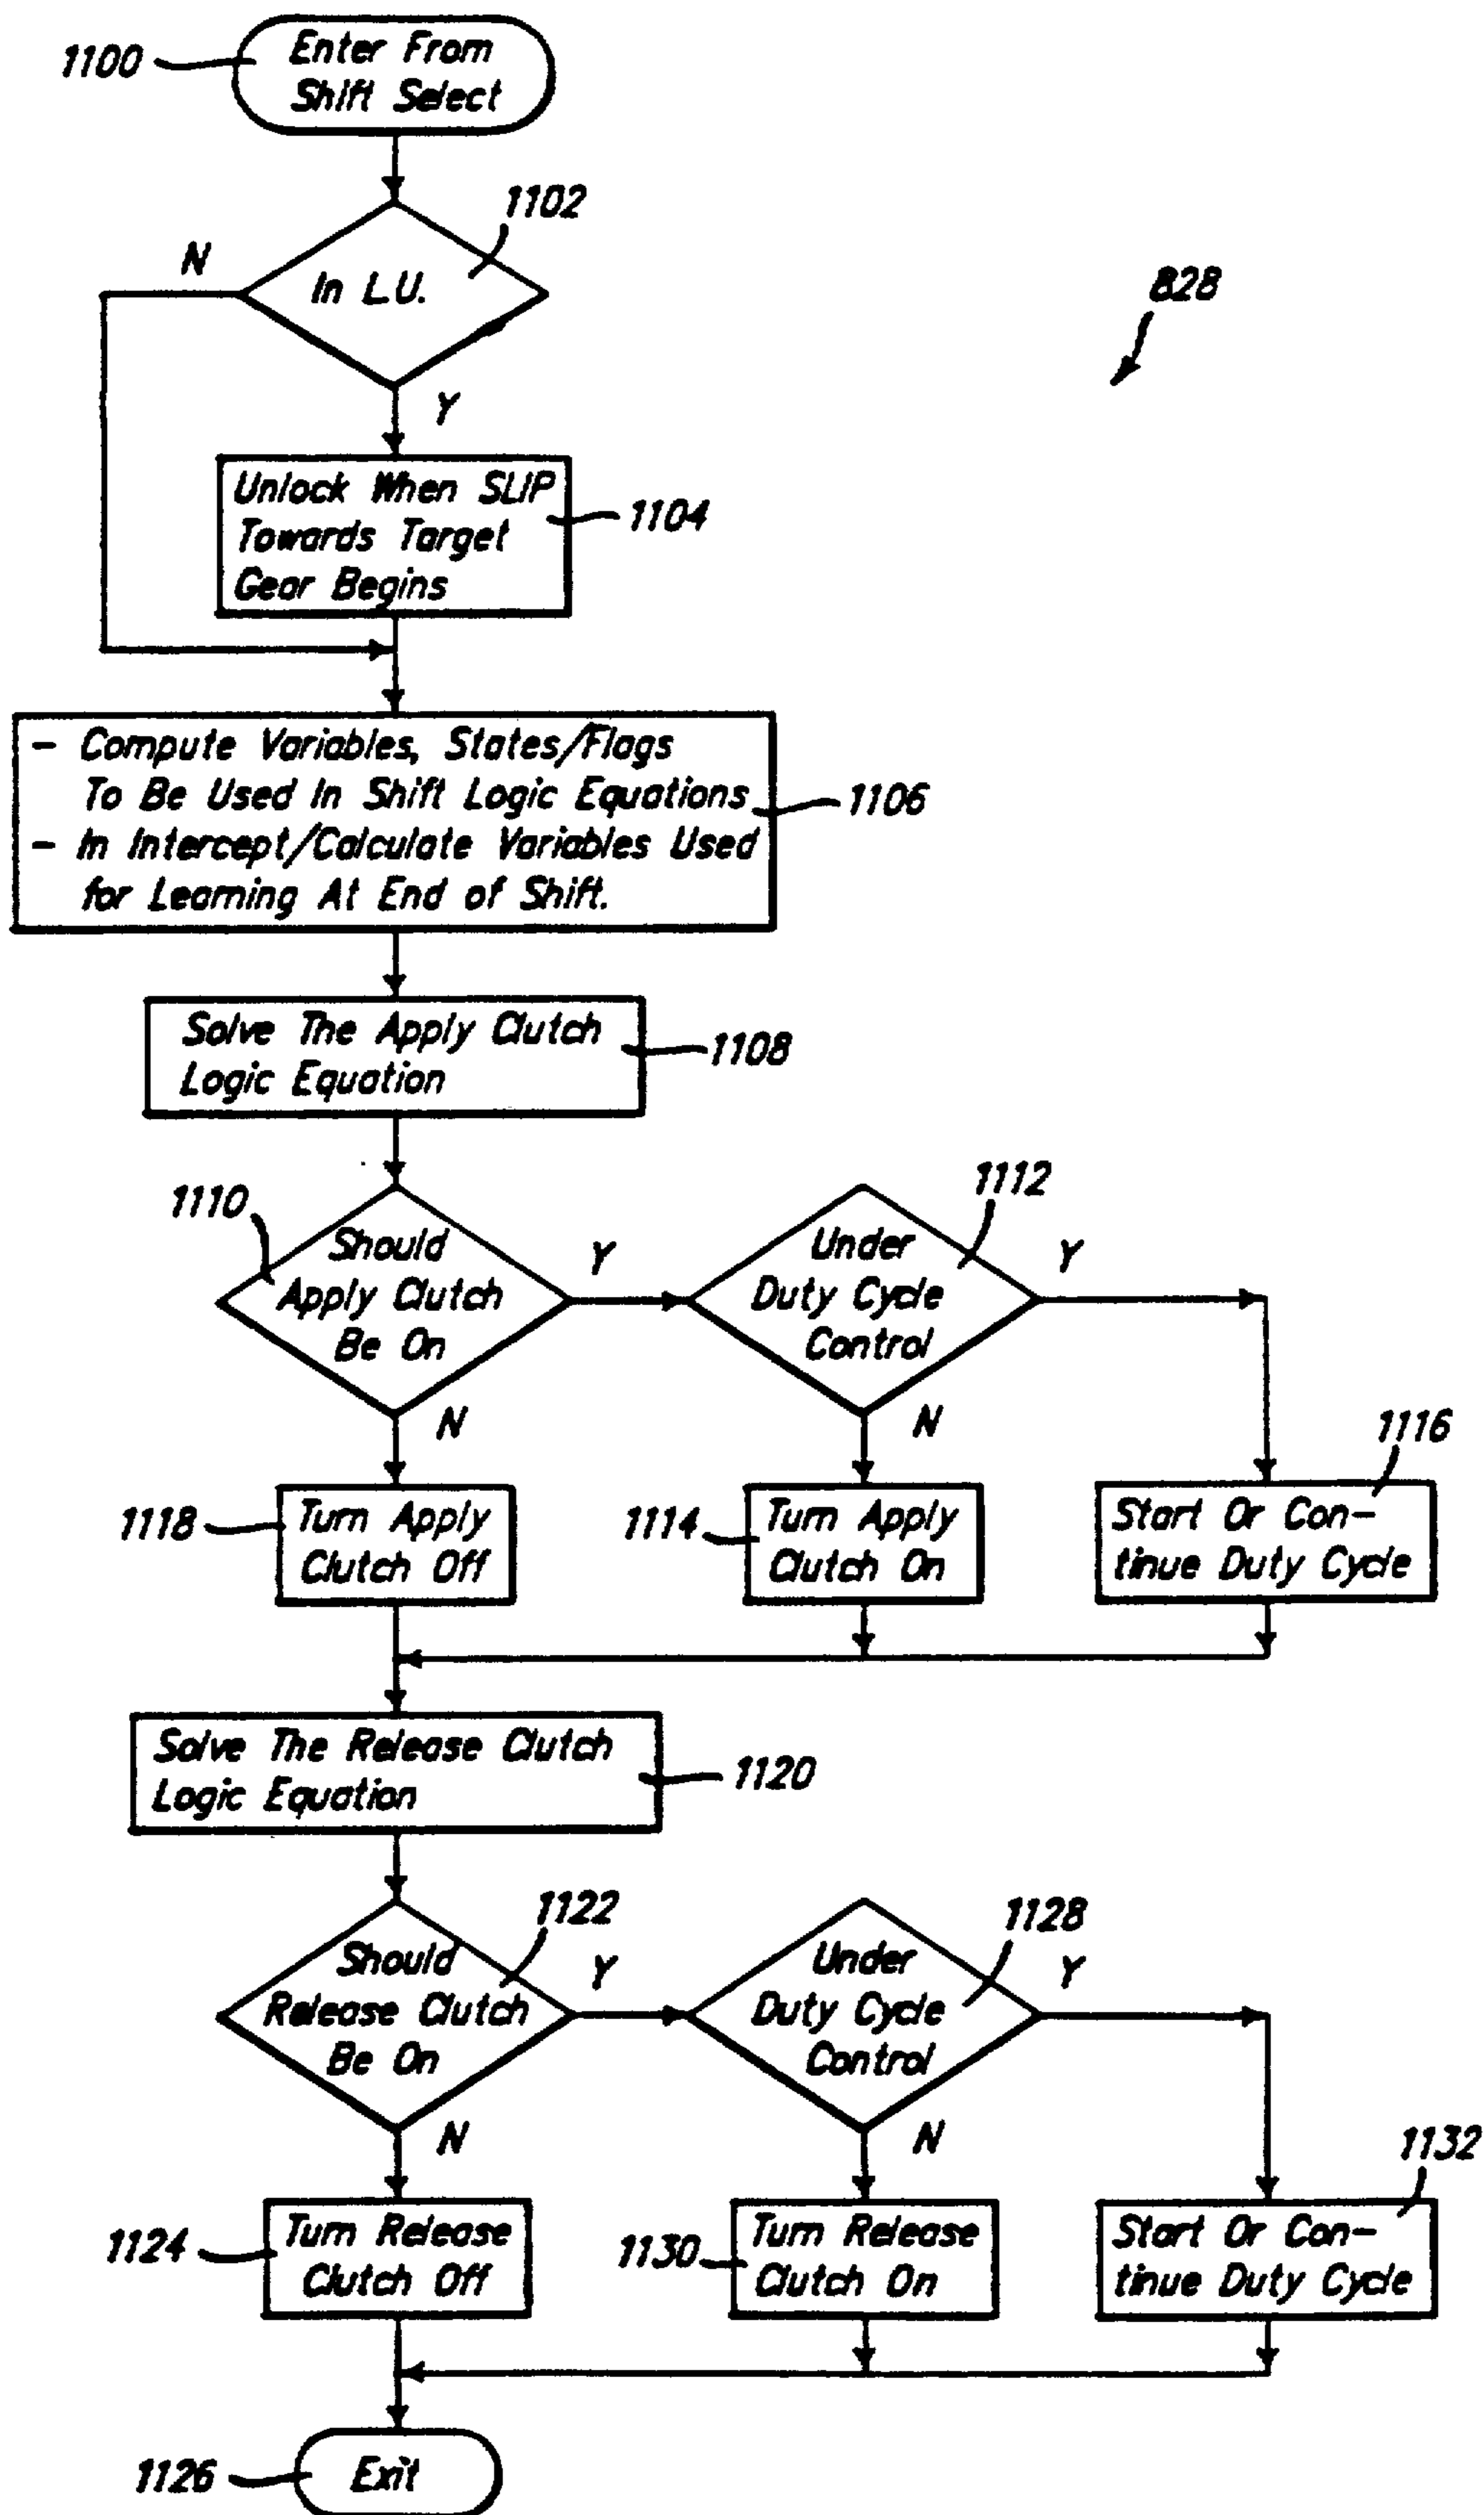 1100
Enter From
Shift Select
1102
N
In L.U.
828
Y
Unlock When SLIP
Towards Target
Gear Begins
1104
- Compute Variables, States/Flags
To Be Used In Shift Logic Equations
- In Intercept/Calculate Variables Used
for Learning At End of Shift.
1106
Solve The Apply Clutch
Logic Equation
1108
1110
Should
Apply Clutch
Be On
Y
1112
Under
Duty Cycle
Control
Y
N
N
1118
Turn Apply
Clutch Off
1114
Turn Apply
Clutch On
1116
Start Or Con-
tinue Duty Cycle
Solve The Release Clutch
Logic Equation
1120
1122
Should
Release Clutch
Be On
Y
1128
Under
Duty Cycle
Control
Y
N
N
1124
Turn Release
Clutch Off
1130
Turn Release
Clutch On
1132
Start Or Con-
tinue Duty Cycle
1126
Exit